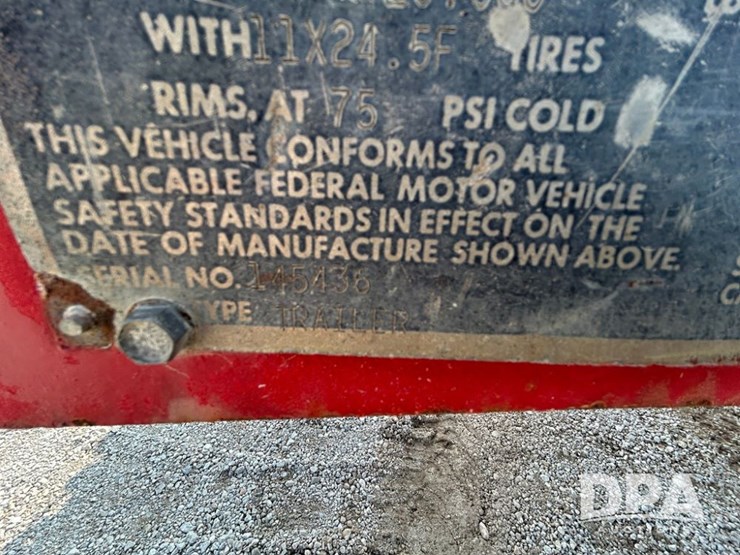 WITH 11X24.5F TIRES
RIMS, AT 75 PSI COLD
THIS VEHICLE CONFORMS TO ALL
APPLICABLE FEDERAL MOTOR VEHICLE
SAFETY STANDARDS IN EFFECT ON THE
DATE OF MANUFACTURE SHOWN ABOVE.
SERIAL NO. 145436
TYPE TRAILER
DPA